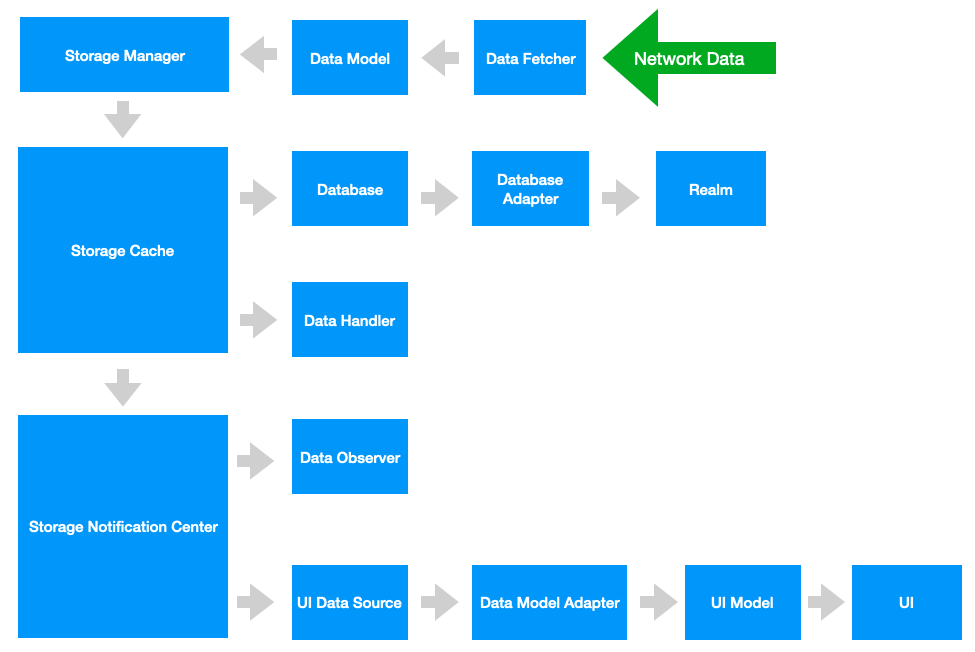 Storage Manager
Data Model
Data Fetcher
Network Data
Database
Database
Adapter
Realm
Storage Cache
Data Handler
Data Observer
Storage Notification Center
UI Data Source
Data Model Adapter
UI Model
UI